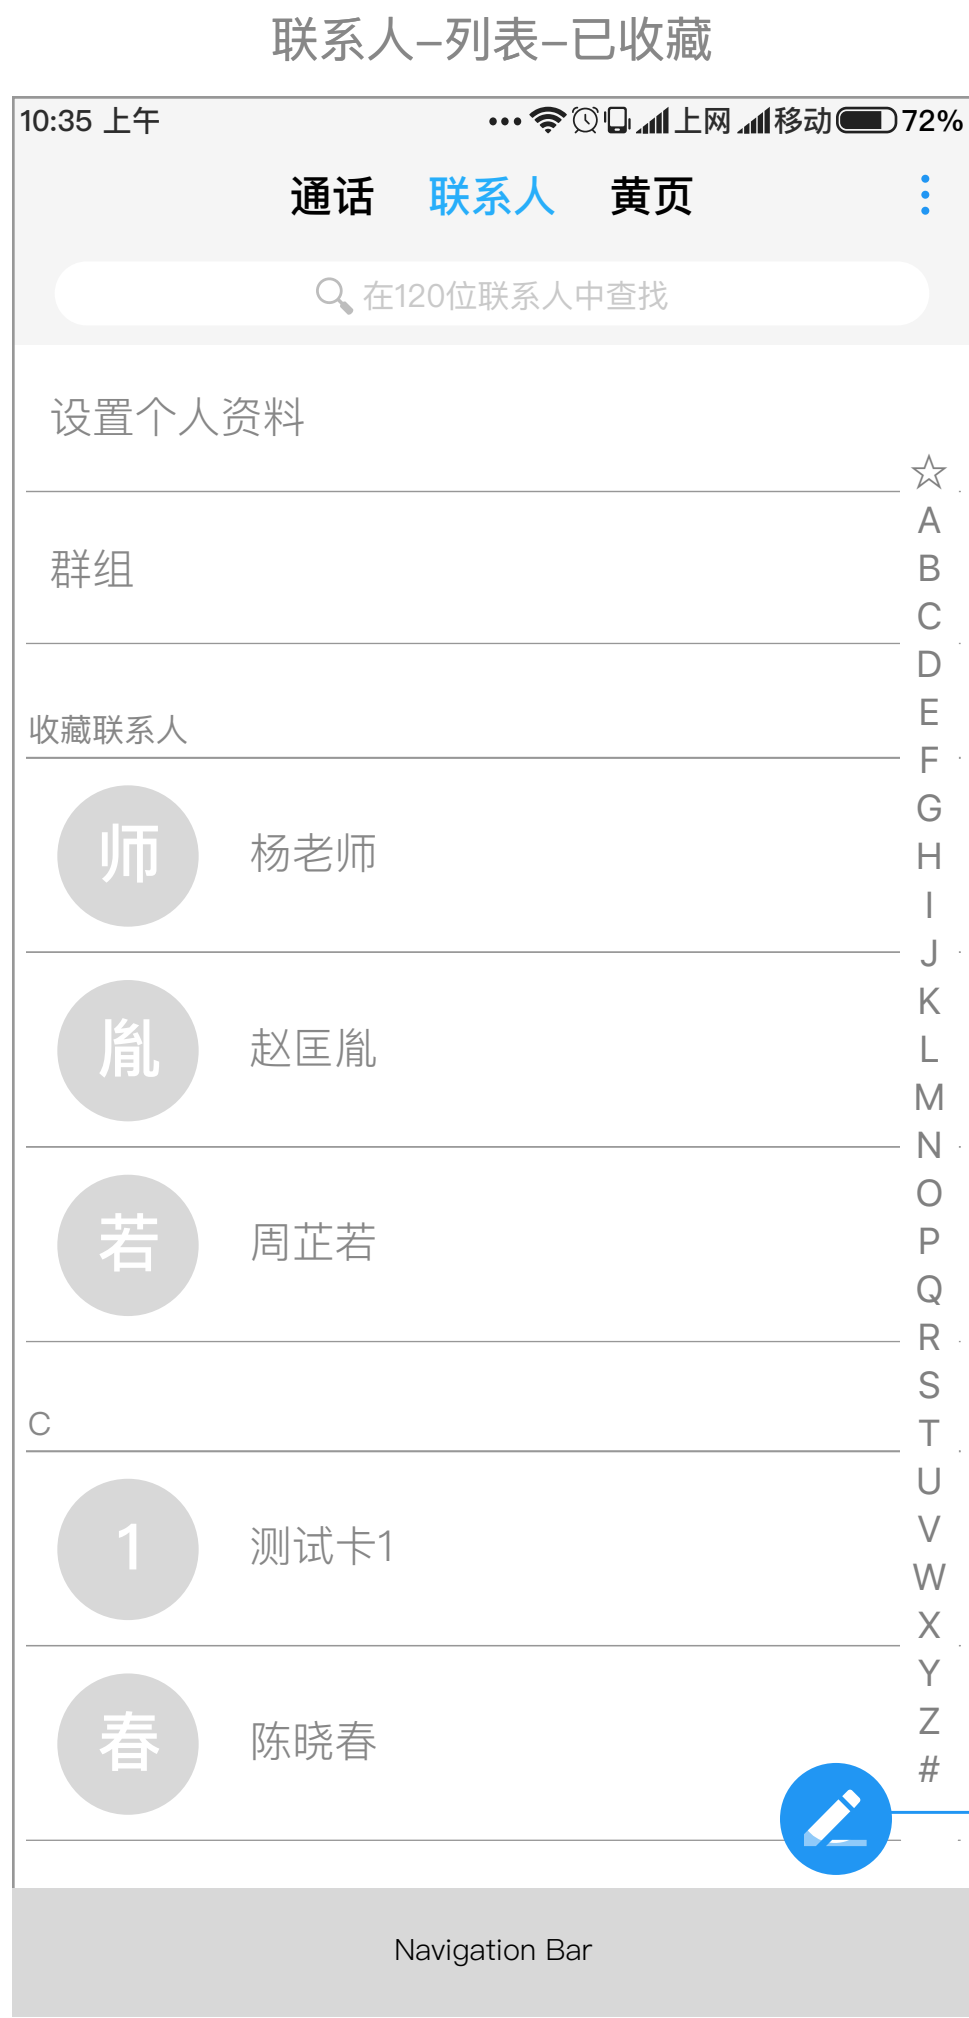 联系人–列表–已收藏
10:35 上午 上网 移动 72%
通话 联系人 黄页
在120位联系人中查找
设置个人资料
☆
A
群组
B
C
D
E
收藏联系人
F
G
师 杨老师
H
I
J
K
胤 赵匡胤
L
M
N
O
P
若 周芷若
Q
R
S
C
T
U
V
1 测试卡1
W
X
Y
Z
春 陈晓春
#
Navigation Bar